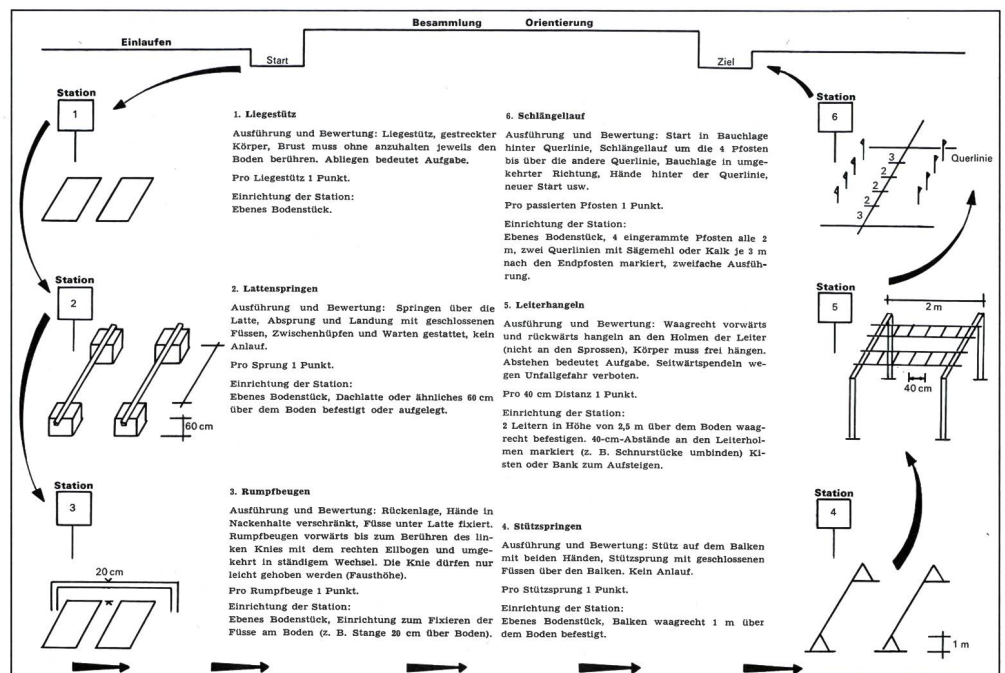 Besammlung Orientierung
Einlaufen
Start
Ziel
Station
1
1. Liegestütz
Ausführung und Bewertung: Liegestütz, gestreckter
Körper, Brust muss ohne anzuhalten jeweils den
Boden berühren. Abliegen bedeutet Aufgabe.
Pro Liegestütz 1 Punkt.
Einrichtung der Station:
Ebenes Bodenstück.
Station
2
60 cm
2. Lattenspringen
Ausführung und Bewertung: Springen über die
Latte, Absprung und Landung mit geschlossenen
Füssen, Zwischenhüpfen und Warten gestattet, kein
Anlauf.
Pro Sprung 1 Punkt.
Einrichtung der Station:
Ebenes Bodenstück, Dachlatte oder ähnliches 60 cm
über dem Boden befestigt oder aufgelegt.
Station
3
20 cm
3. Rumpfbeugen
Ausführung und Bewertung: Rückenlage, Hände in
Nackenhalte verschränkt, Füsse unter Latte fixiert.
Rumpfbeugen vorwärts bis zum Berühren des lin-
ken Knies mit dem rechten Ellbogen und umge-
kehrt in ständigem Wechsel. Die Knie dürfen nur
leicht gehoben werden (Fausthöhe).
Pro Rumpfbeuge 1 Punkt.
Einrichtung der Station:
Ebenes Bodenstück, Einrichtung zum Fixieren der
Füsse am Boden (z. B. Stange 20 cm über Boden).
6. Schlängellauf
Ausführung und Bewertung: Start in Bauchlage
hinter Querlinie, Schlängellauf um die 4 Pfosten
bis über die andere Querlinie, Bauchlage in umge-
kehrter Richtung, Hände hinter der Querlinie,
neuer Start usw.
Pro passierten Pfosten 1 Punkt.
Einrichtung der Station:
Ebenes Bodenstück, 4 eingerammte Pfosten alle 2
m, zwei Querlinien mit Sägemehl oder Kalk je 3 m
nach den Endpfosten markiert, zweifache Ausfüh-
rung.
Station
6
Querlinie
3
2
2
2
3
5. Leiterhangeln
Ausführung und Bewertung: Waagrecht vorwärts
und rückwärts hangeln an den Holmen der Leiter
(nicht an den Sprossen), Körper muss frei hängen.
Abstehen bedeutet Aufgabe. Seitwärtspendeln we-
gen Unfallgefahr verboten.
Pro 40 cm Distanz 1 Punkt.
Einrichtung der Station:
2 Leitern in Höhe von 2,5 m über dem Boden waag-
recht befestigen. 40-cm-Abstände an den Leiterhol-
men markiert (z. B. Schnurstücke umbinden) Ki-
sten oder Bank zum Aufsteigen.
Station
5
2 m
40 cm
4. Stützspringen
Ausführung und Bewertung: Stütz auf dem Balken
mit beiden Händen, Stützsprung mit geschlossenen
Füssen über den Balken. Kein Anlauf.
Pro Stützsprung 1 Punkt.
Einrichtung der Station:
Ebenes Bodenstück, Balken waagrecht 1 m über
dem Boden befestigt.
Station
4
1 m